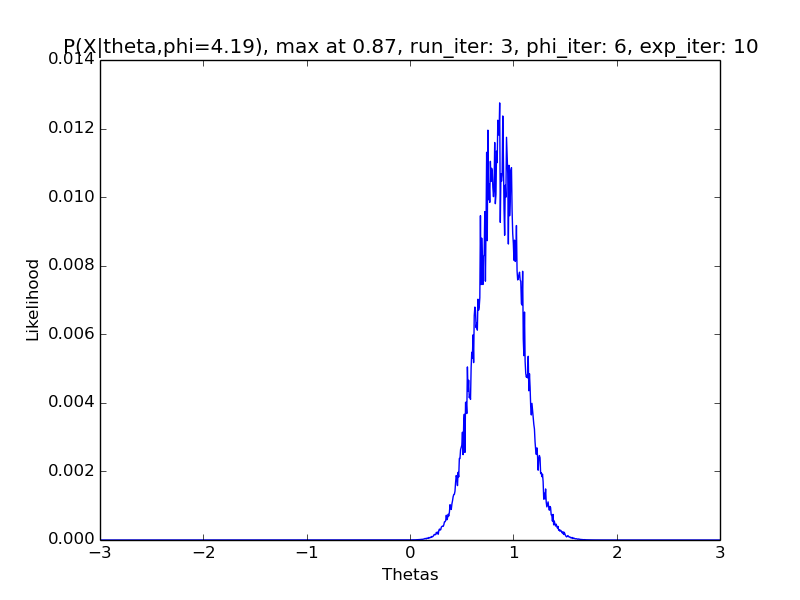 P(X|theta,phi=4.19), max at 0.87, run_iter: 3, phi_iter: 6, exp_iter: 10
0.014
0.012
0.010
0.008
0.006
0.004
0.002
0.000
Likelihood
−3 −2 −1 0 1 2 3
Thetas